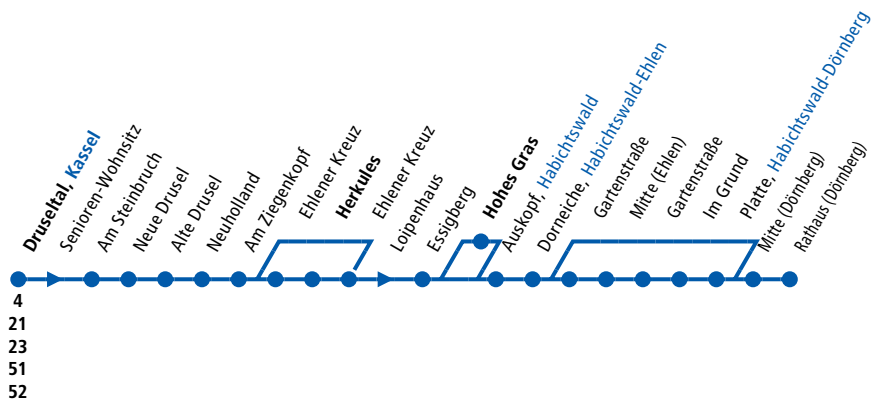 Druseltal, Kassel
Senioren-Wohnsitz
Am Steinbruch
Neue Drusel
Alte Drusel
Neuholland
Am Ziegenkopf
Ehlener Kreuz
Herkules
Ehlener Kreuz
Loipenhaus
Essigberg
Hohes Gras
Auskopf, Habichtswald
Dorneiche, Habichtswald-Ehlen
Gartenstraße
Mitte (Ehlen)
Gartenstraße
Im Grund
Platte, Habichtswald-Dörnberg
Mitte (Dörnberg)
Rathaus (Dörnberg)
4
21
23
51
52